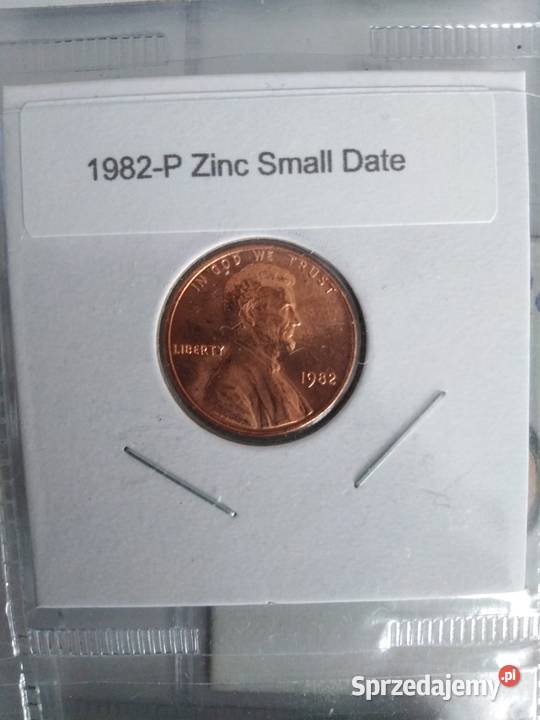 1982-P Zinc Small Date
IN GOD WE TRUST
LIBERTY
1982
Sprzedajemy.pl